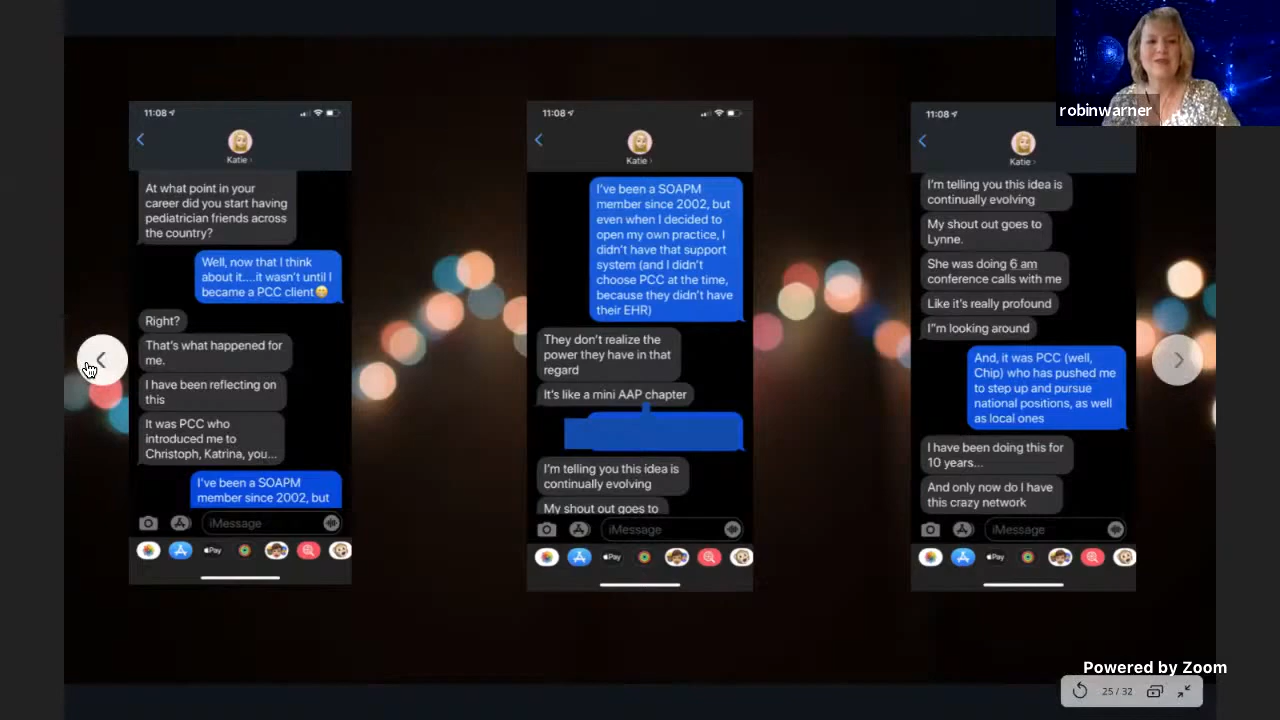 robinwarner
11:08
Katie
At what point in your
career did you start having
pediatrician friends across
the country?
Well, now that I think
about it....it wasn't until I
became a PCC client😁
Right?
That's what happened for
me.
I have been reflecting on
this
It was PCC who
introduced me to
Christoph, Katrina, you...
I've been a SOAPM
member since 2002, but
iMessage
Pay
11:08
Katie
I've been a SOAPM
member since 2002, but
even when I decided to
open my own practice, I
didn't have that support
system (and I didn't
choose PCC at the time,
because they didn't have
their EHR)
They don't realize the
power they have in that
regard
It's like a mini AAP chapter
I'm telling you this idea is
continually evolving
My shout out goes to
iMessage
Pay
11:08
Katie
I'm telling you this idea is
continually evolving
My shout out goes to
Lynne.
She was doing 6 am
conference calls with me
Like it's really profound
I"m looking around
And, it was PCC (well,
Chip) who has pushed me
to step up and pursue
national positions, as well
as local ones
I have been doing this for
10 years...
And only now do I have
this crazy network
iMessage
Pay
Powered by Zoom
25 / 32